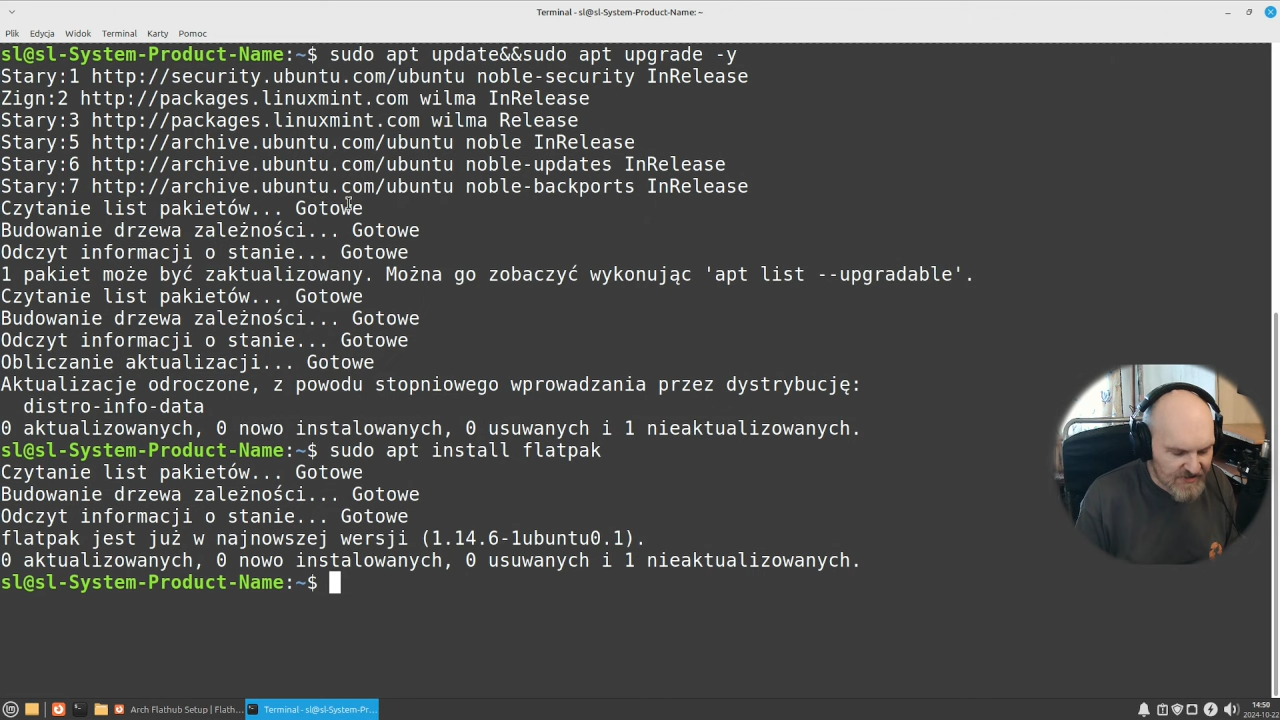 Terminal - sl@sl-System-Product-Name: ~
Plik Edycja Widok Terminal Karty Pomoc
sl@sl-System-Product-Name:~$ sudo apt update&&sudo apt upgrade -y
Stary:1 http://security.ubuntu.com/ubuntu noble-security InRelease
Zign:2 http://packages.linuxmint.com wilma InRelease
Stary:3 http://packages.linuxmint.com wilma Release
Stary:5 http://archive.ubuntu.com/ubuntu noble InRelease
Stary:6 http://archive.ubuntu.com/ubuntu noble-updates InRelease
Stary:7 http://archive.ubuntu.com/ubuntu noble-backports InRelease
Czytanie list pakietów... Gotowe
Budowanie drzewa zależności... Gotowe
Odczyt informacji o stanie... Gotowe
1 pakiet może być zaktualizowany. Można go zobaczyć wykonując 'apt list --upgradable'.
Czytanie list pakietów... Gotowe
Budowanie drzewa zależności... Gotowe
Odczyt informacji o stanie... Gotowe
Obliczanie aktualizacji... Gotowe
Aktualizacje odroczone, z powodu stopniowego wprowadzania przez dystrybucję:
  distro-info-data
0 aktualizowanych, 0 nowo instalowanych, 0 usuwanych i 1 nieaktualizowanych.
sl@sl-System-Product-Name:~$ sudo apt install flatpak
Czytanie list pakietów... Gotowe
Budowanie drzewa zależności... Gotowe
Odczyt informacji o stanie... Gotowe
flatpak jest już w najnowszej wersji (1.14.6-1ubuntu0.1).
0 aktualizowanych, 0 nowo instalowanych, 0 usuwanych i 1 nieaktualizowanych.
sl@sl-System-Product-Name:~$
Arch Flathub Setup | Flath... Terminal - sl@sl-System-Pr... 14:50
2024-10-22